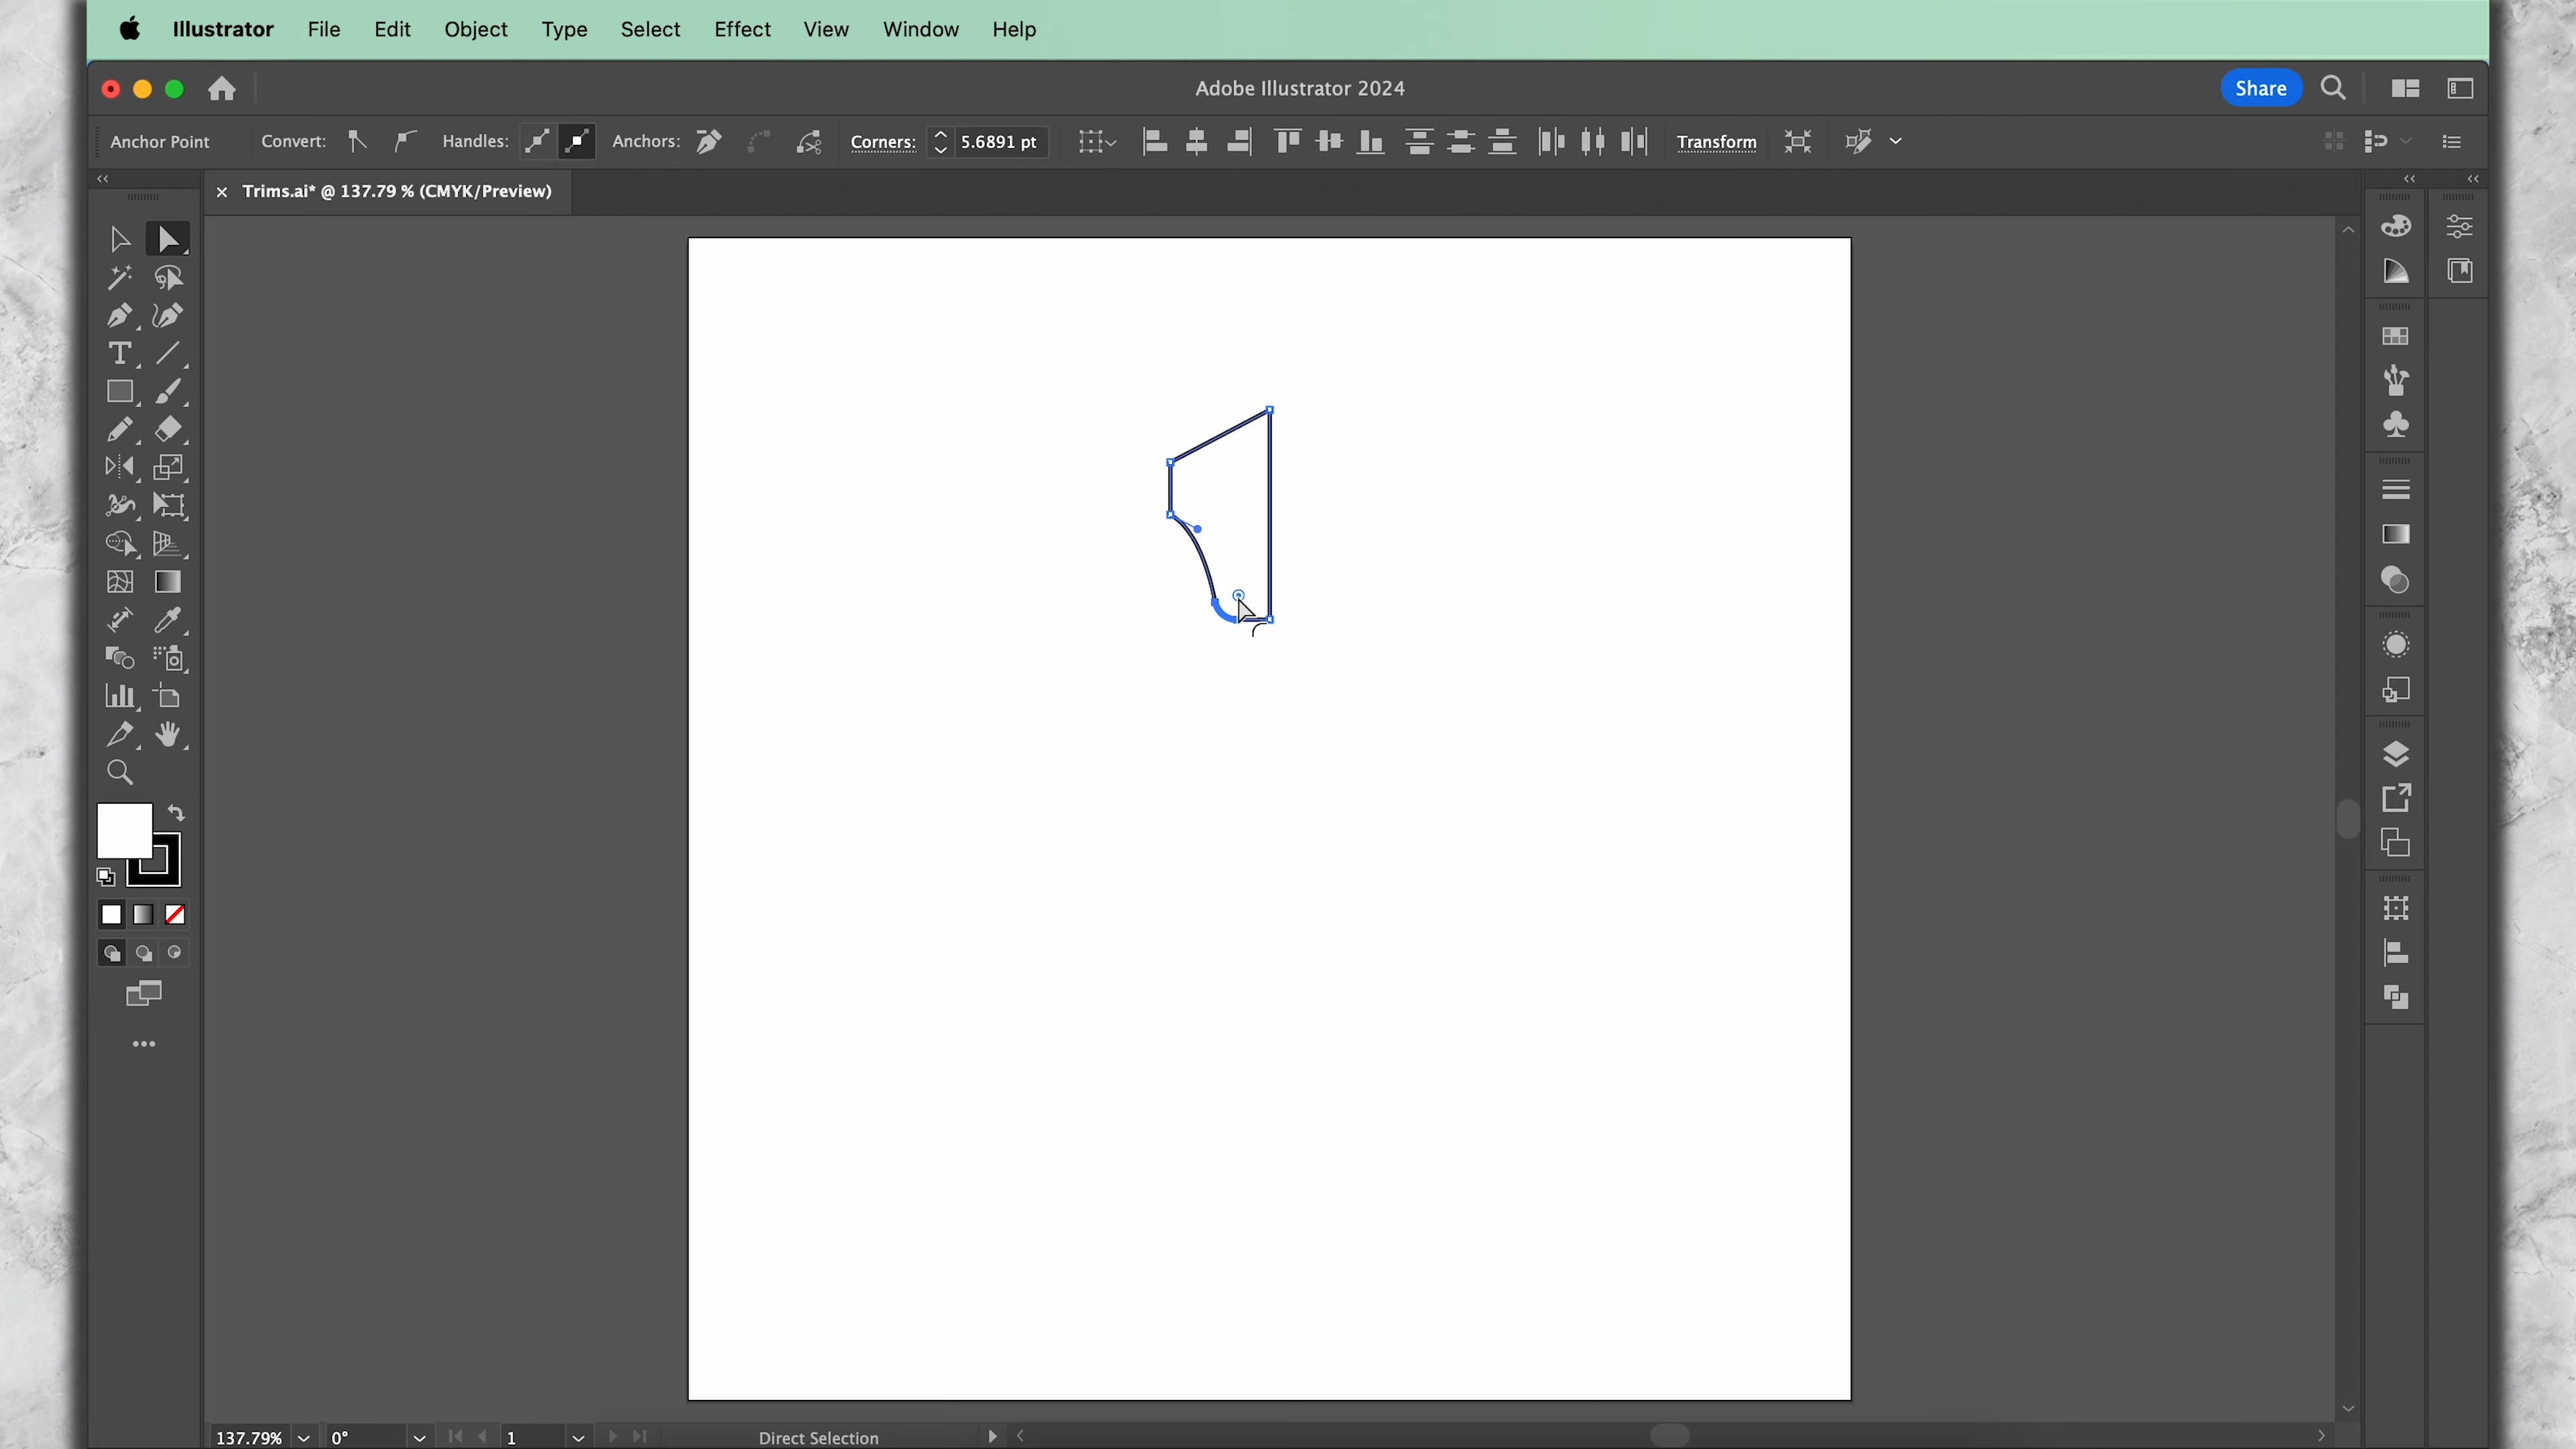 Illustrator File Edit Object Type Select Effect View Window Help
Adobe Illustrator 2024
Share
Anchor Point Convert: Handles: Anchors: Corners: 5.6891 pt Transform
× Trims.ai* @ 137.79 % (CMYK/Preview)
137.79% 0° 1 Direct Selection